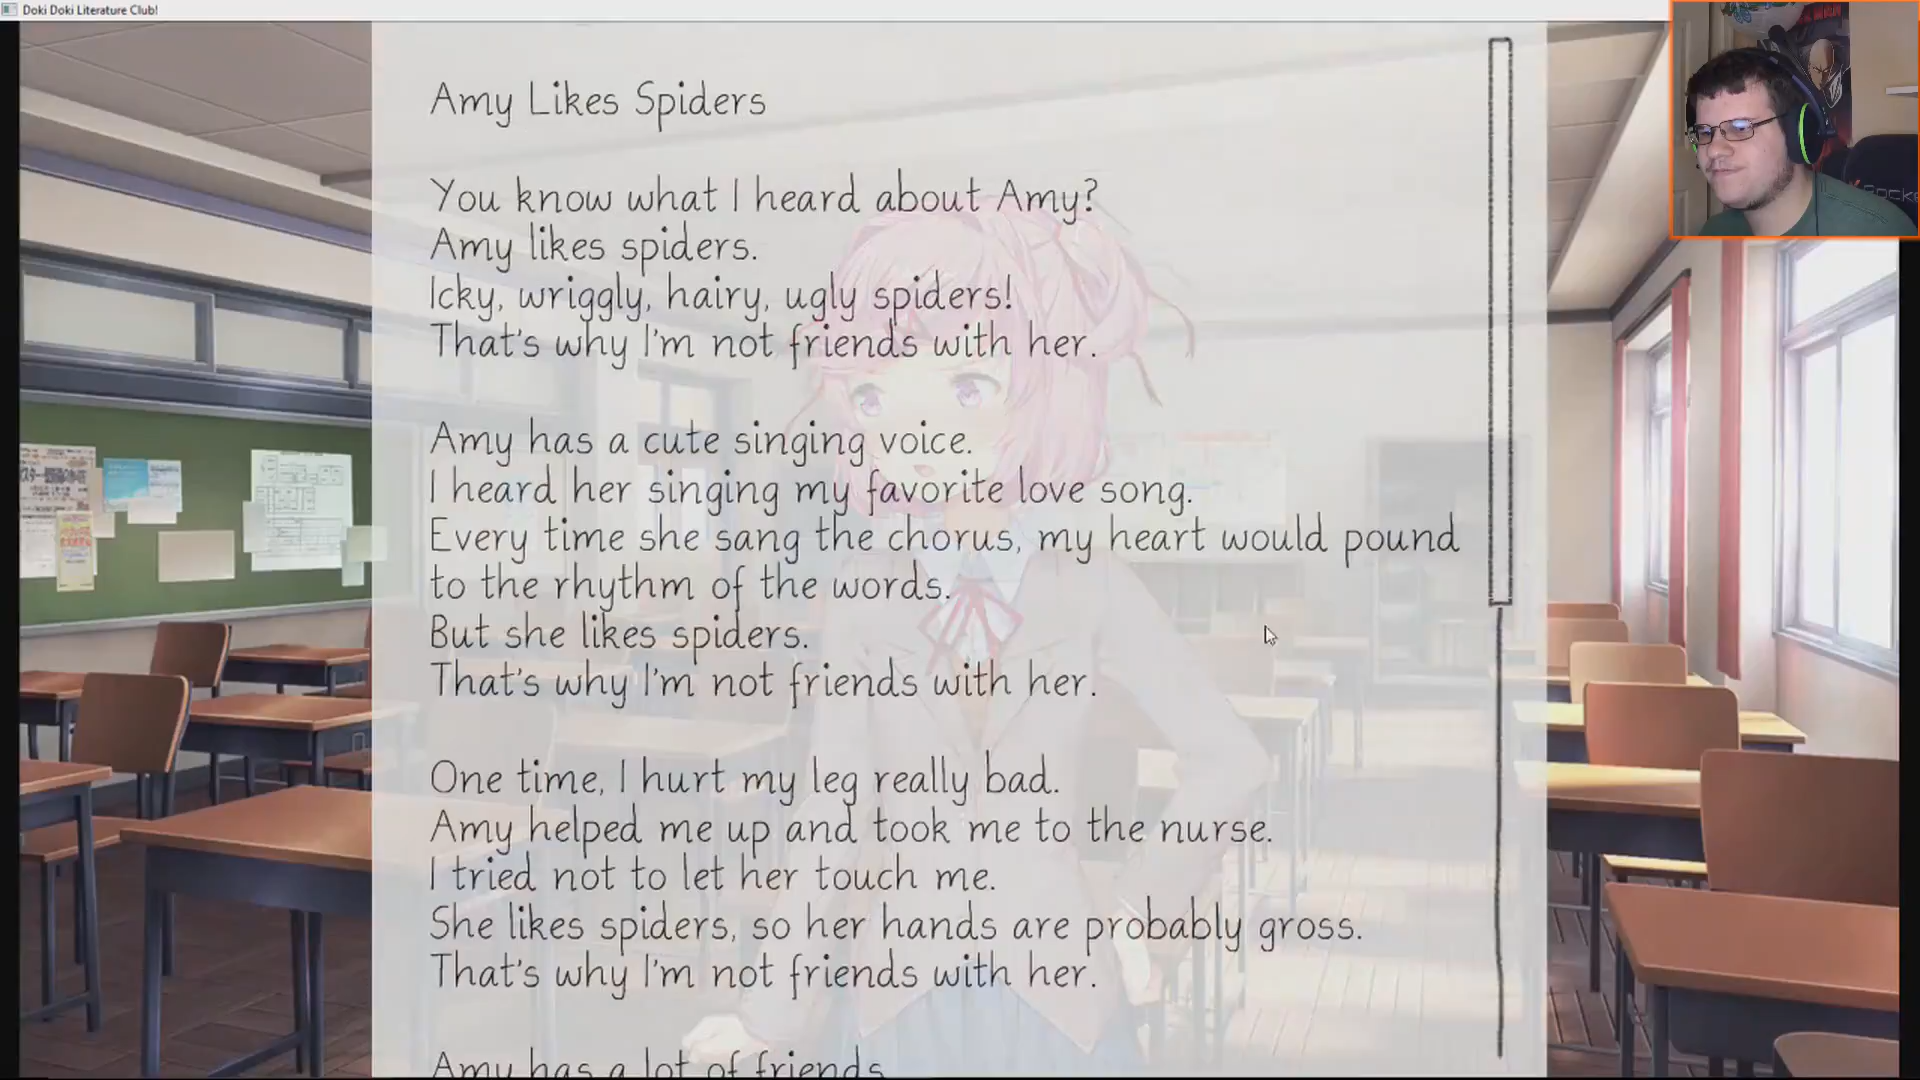 Doki Doki Literature Club!
Amy Likes Spiders
You know what I heard about Amy?
Amy likes spiders.
Icky, wriggly, hairy, ugly spiders!
That's why I'm not friends with her.
Amy has a cute singing voice.
I heard her singing my favorite love song.
Every time she sang the chorus, my heart would pound
to the rhythm of the words.
But she likes spiders.
That's why I'm not friends with her.
One time, I hurt my leg really bad.
Amy helped me up and took me to the nurse.
I tried not to let her touch me.
She likes spiders, so her hands are probably gross.
That's why I'm not friends with her.
Amy has a lot of friends